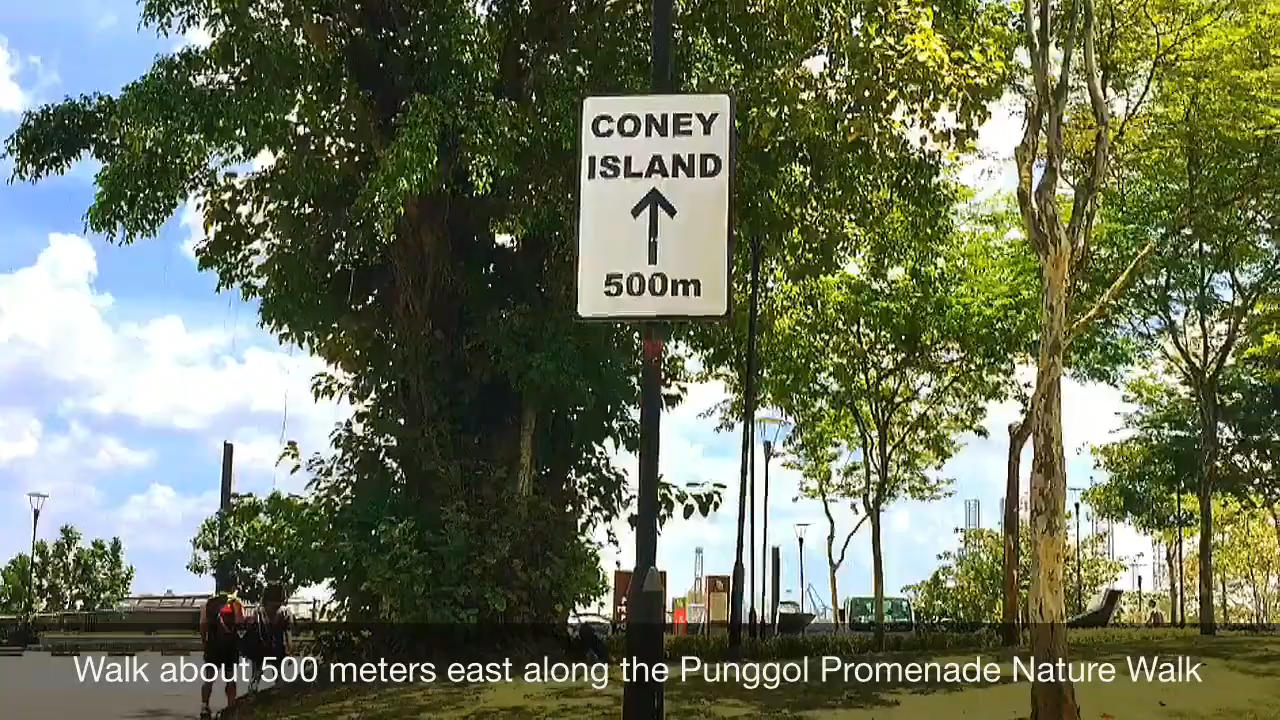 CONEY
ISLAND
500m
Walk about 500 meters east along the Punggol Promenade Nature Walk